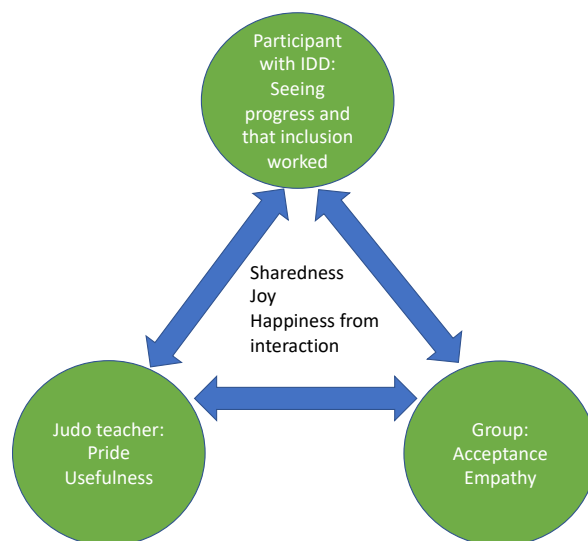 Participant
with IDD:
Seeing
progress and
that inclusion
worked
Sharedness
Joy
Happiness from
interaction
Judo teacher:
Pride
Usefulness
Group:
Acceptance
Empathy